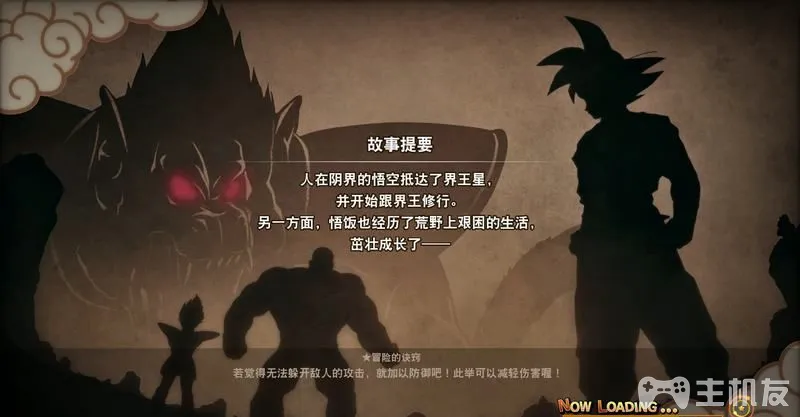 故事提要
人在阴界的悟空抵达了界王星，
并开始跟界王修行。
另一方面，悟饭也经历了荒野上艰困的生活，
茁壮成长了——
★冒险的诀窍
若觉得无法躲开敌人的攻击，就加以防御吧！此举可以减轻伤害喔！
主机友
NOW LOADING...